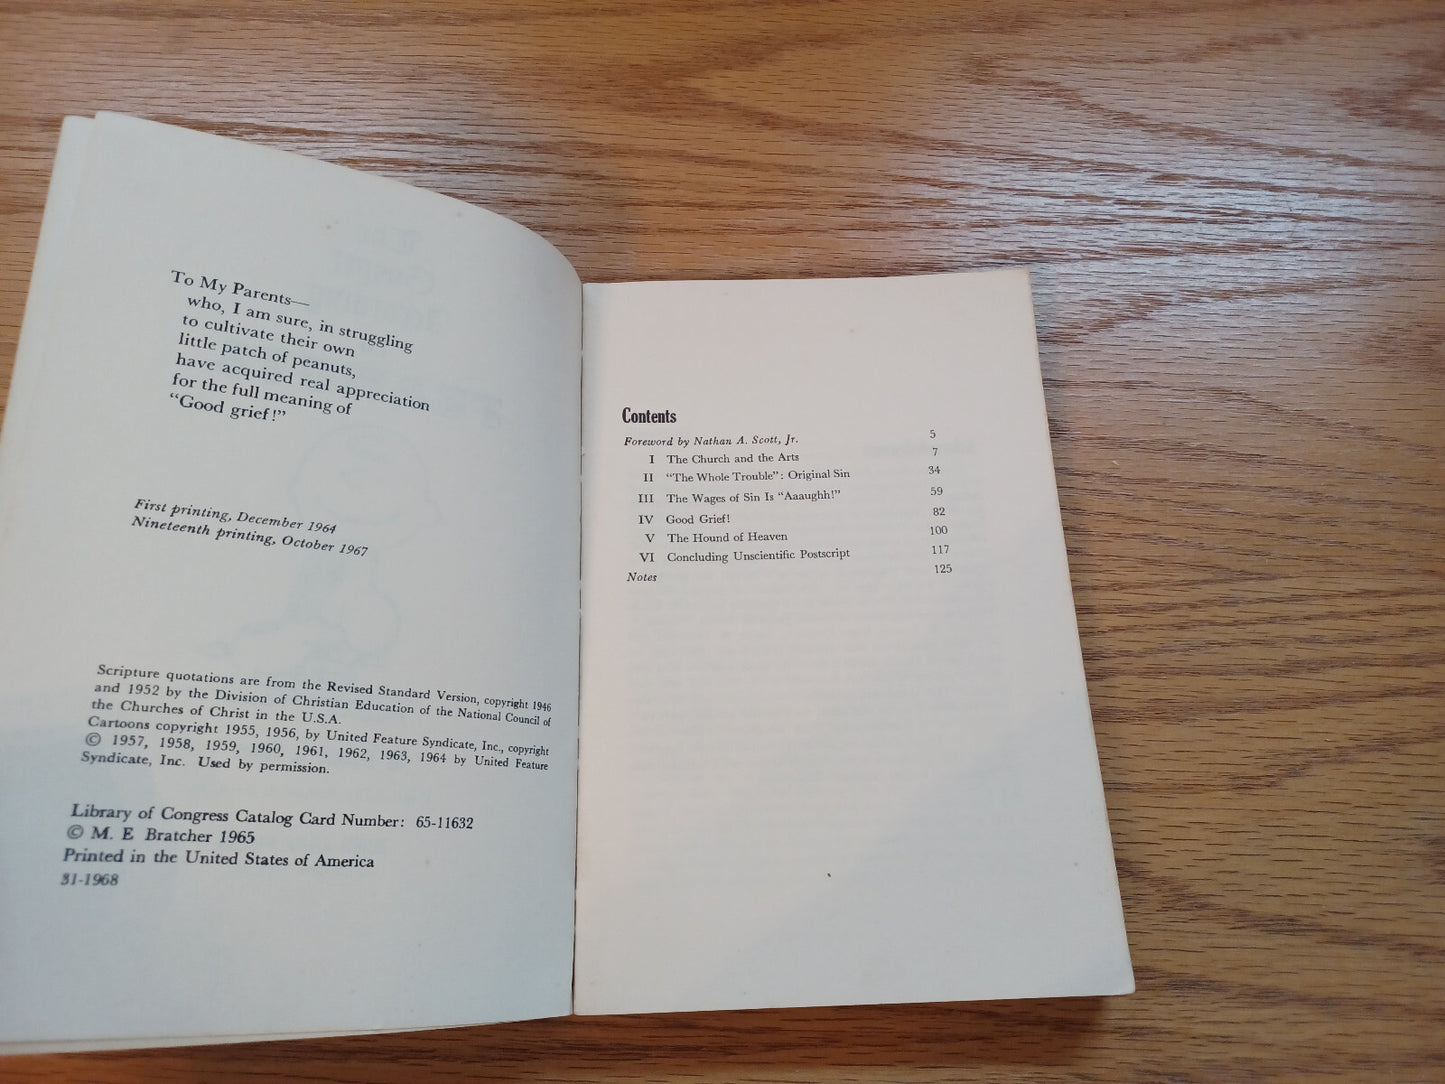 To My Parents—
who, I am sure, in struggling
to cultivate their own
little patch of peanuts,
have acquired real appreciation
for the full meaning of
“Good grief!”
First printing, December 1964
Nineteenth printing, October 1967
Scripture quotations are from the Revised Standard Version, copyright 1946
and 1952 by the Division of Christian Education of the National Council of
the Churches of Christ in the U.S.A.
Cartoons copyright 1955, 1956, by United Feature Syndicate, Inc., copyright
© 1957, 1958, 1959, 1960, 1961, 1962, 1963, 1964 by United Feature
Syndicate, Inc. Used by permission.
Library of Congress Catalog Card Number: 65-11632
© M. E Bratcher 1965
Printed in the United States of America
31-1968
Contents
Foreword by Nathan A. Scott, Jr. 5
I The Church and the Arts 7
II “The Whole Trouble”: Original Sin 34
III The Wages of Sin Is “Aaaughh!” 59
IV Good Grief! 82
V The Hound of Heaven 100
VI Concluding Unscientific Postscript 117
Notes 125